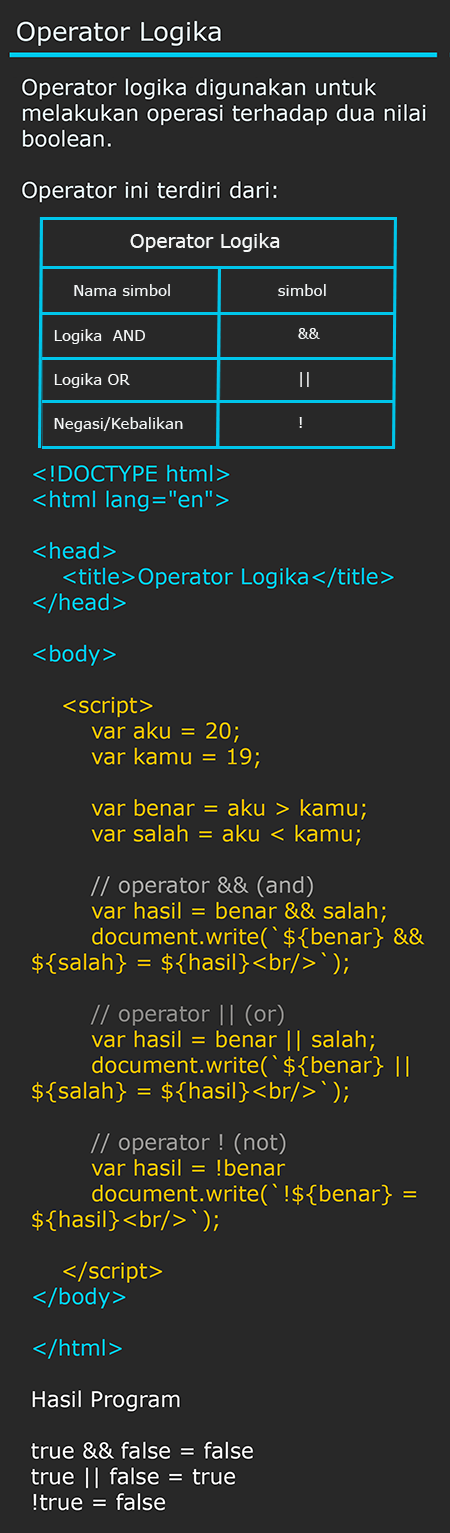 Operator Logika
Operator logika digunakan untuk
melakukan operasi terhadap dua nilai
boolean.
Operator ini terdiri dari:
Operator Logika
Nama simbol simbol
Logika AND &&
Logika OR ||
Negasi/Kebalikan !
<!DOCTYPE html>
<html lang="en">
<head>
<title>Operator Logika</title>
</head>
<body>
<script>
var aku = 20;
var kamu = 19;
var benar = aku > kamu;
var salah = aku < kamu;
// operator && (and)
var hasil = benar && salah;
document.write(`${benar} &&
${salah} = ${hasil}<br/>`);
// operator || (or)
var hasil = benar || salah;
document.write(`${benar} ||
${salah} = ${hasil}<br/>`);
// operator ! (not)
var hasil = !benar
document.write(`!${benar} =
${hasil}<br/>`);
</script>
</body>
</html>
Hasil Program
true && false = false
true || false = true
!true = false